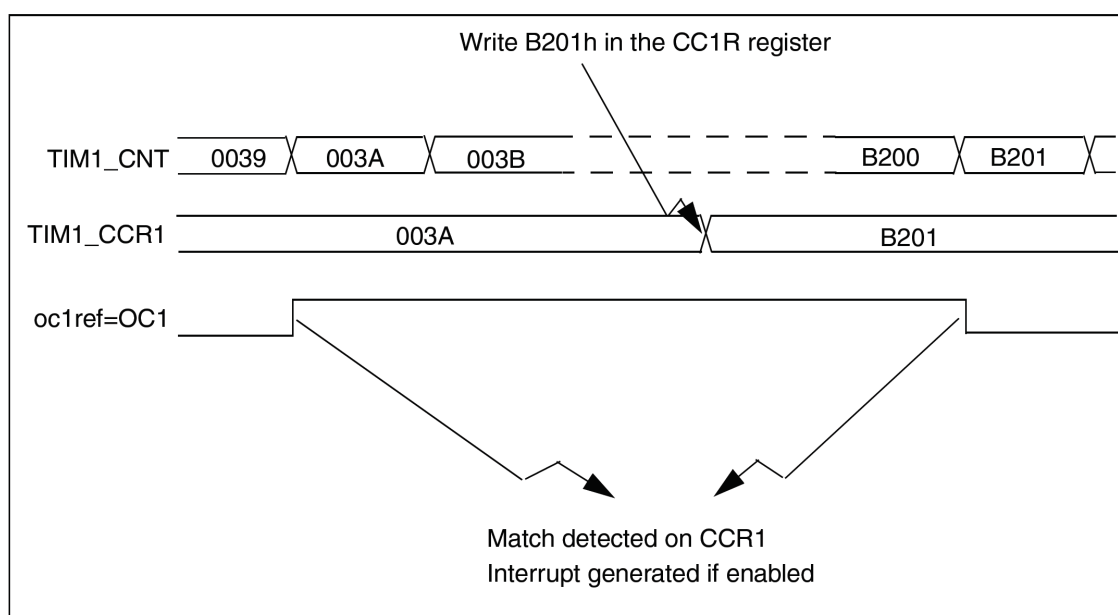 Write B201h in the CC1R register
TIM1_CNT 0039 003A 003B B200 B201
TIM1_CCR1 003A B201
oc1ref=OC1
Match detected on CCR1
Interrupt generated if enabled